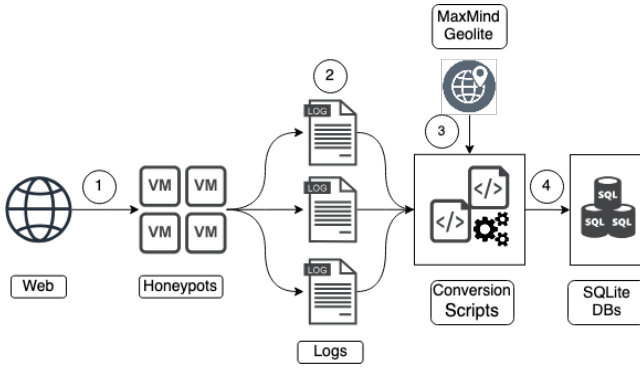 MaxMind
Geolite
2
LOG
3
1
VM VM
4
</>
SQL
LOG
</>
VM VM
SQL SQL
LOG
Web
Honeypots
Conversion
Scripts
SQLite
DBs
Logs